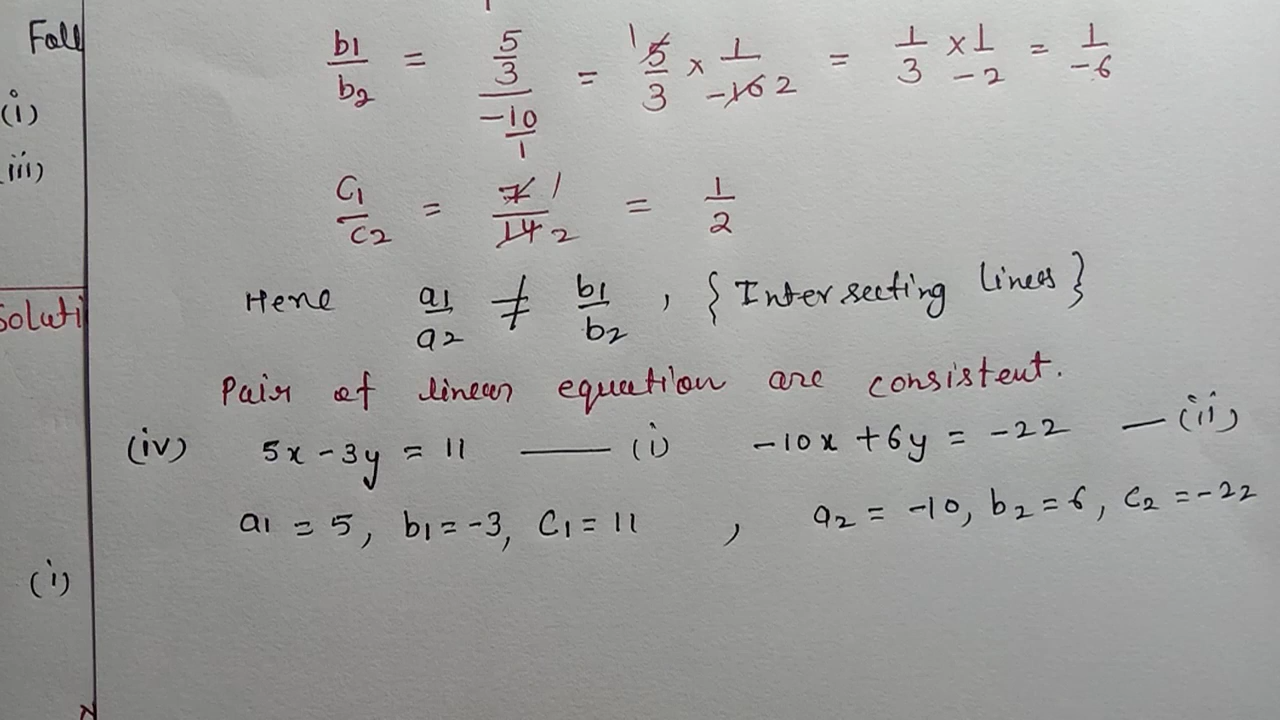 Foll
(i)
iii)
Soluti
(i)
b1/b2 = 5/3 / -10/1 = 1 5/3 × 1/-10 2 = 1/3 × 1/-2 = 1/-6
C1/C2 = 7 1/14 2 = 1/2
Here a1/a2 ≠ b1/b2 , {Intersecting lines}
Pair of linear equation are consistent.
(iv) 5x - 3y = 11 — (i) -10x + 6y = -22 — (ii)
a1 = 5, b1 = -3, C1 = 11 , a2 = -10, b2 = 6, C2 = -22